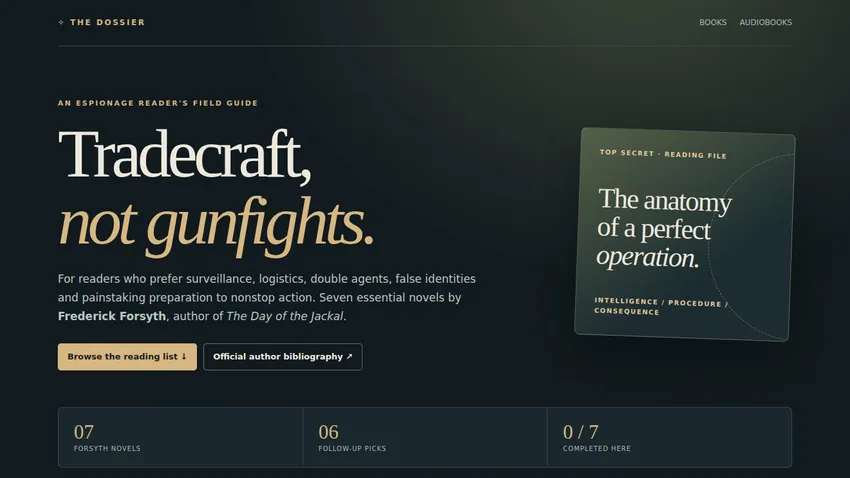 ✧ THE DOSSIER
BOOKS AUDIOBOOKS
AN ESPIONAGE READER'S FIELD GUIDE
Tradecraft,
not gunfights.
For readers who prefer surveillance, logistics, double agents, false identities
and painstaking preparation to nonstop action. Seven essential novels by
Frederick Forsyth, author of The Day of the Jackal.
Browse the reading list ↓
Official author bibliography ↗
TOP SECRET · READING FILE
The anatomy
of a perfect
operation.
INTELLIGENCE / PROCEDURE /
CONSEQUENCE
07
FORSYTH NOVELS
06
FOLLOW-UP PICKS
0 / 7
COMPLETED HERE